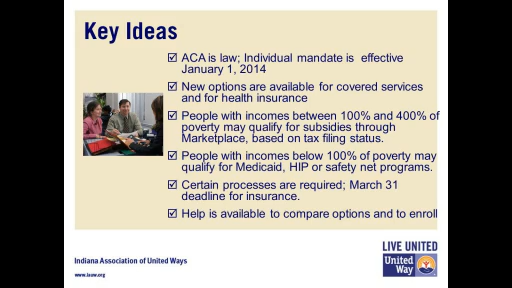 Key Ideas
☑ ACA is law; Individual mandate is effective
January 1, 2014
☑ New options are available for covered services
and for health insurance
☑ People with incomes between 100% and 400% of
poverty may qualify for subsidies through
Marketplace, based on tax filing status.
☑ People with incomes below 100% of poverty may
qualify for Medicaid, HIP or safety net programs.
☑ Certain processes are required; March 31
deadline for insurance.
☑ Help is available to compare options and to enroll
LIVE UNITED
United
Way
Indiana Association of United Ways
www.iauw.org